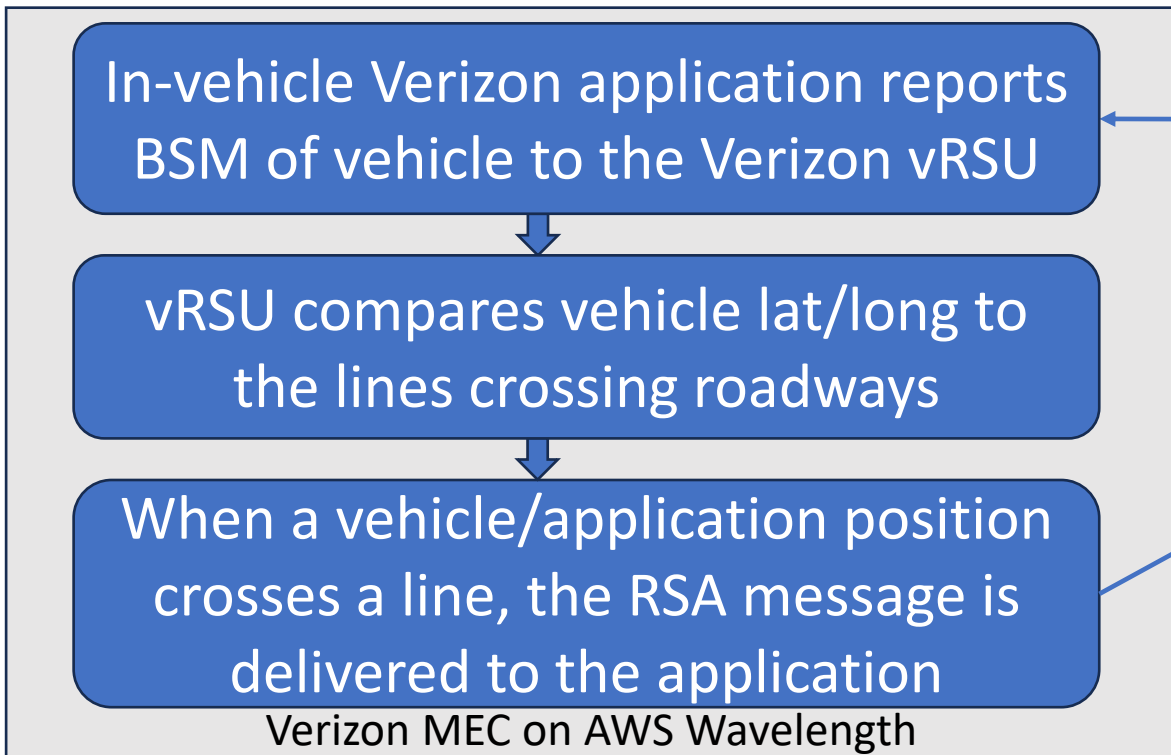 In-vehicle Verizon application reports
BSM of vehicle to the Verizon vRSU
vRSU compares vehicle lat/long to
the lines crossing roadways
When a vehicle/application position
crosses a line, the RSA message is
delivered to the application
Verizon MEC on AWS Wavelength